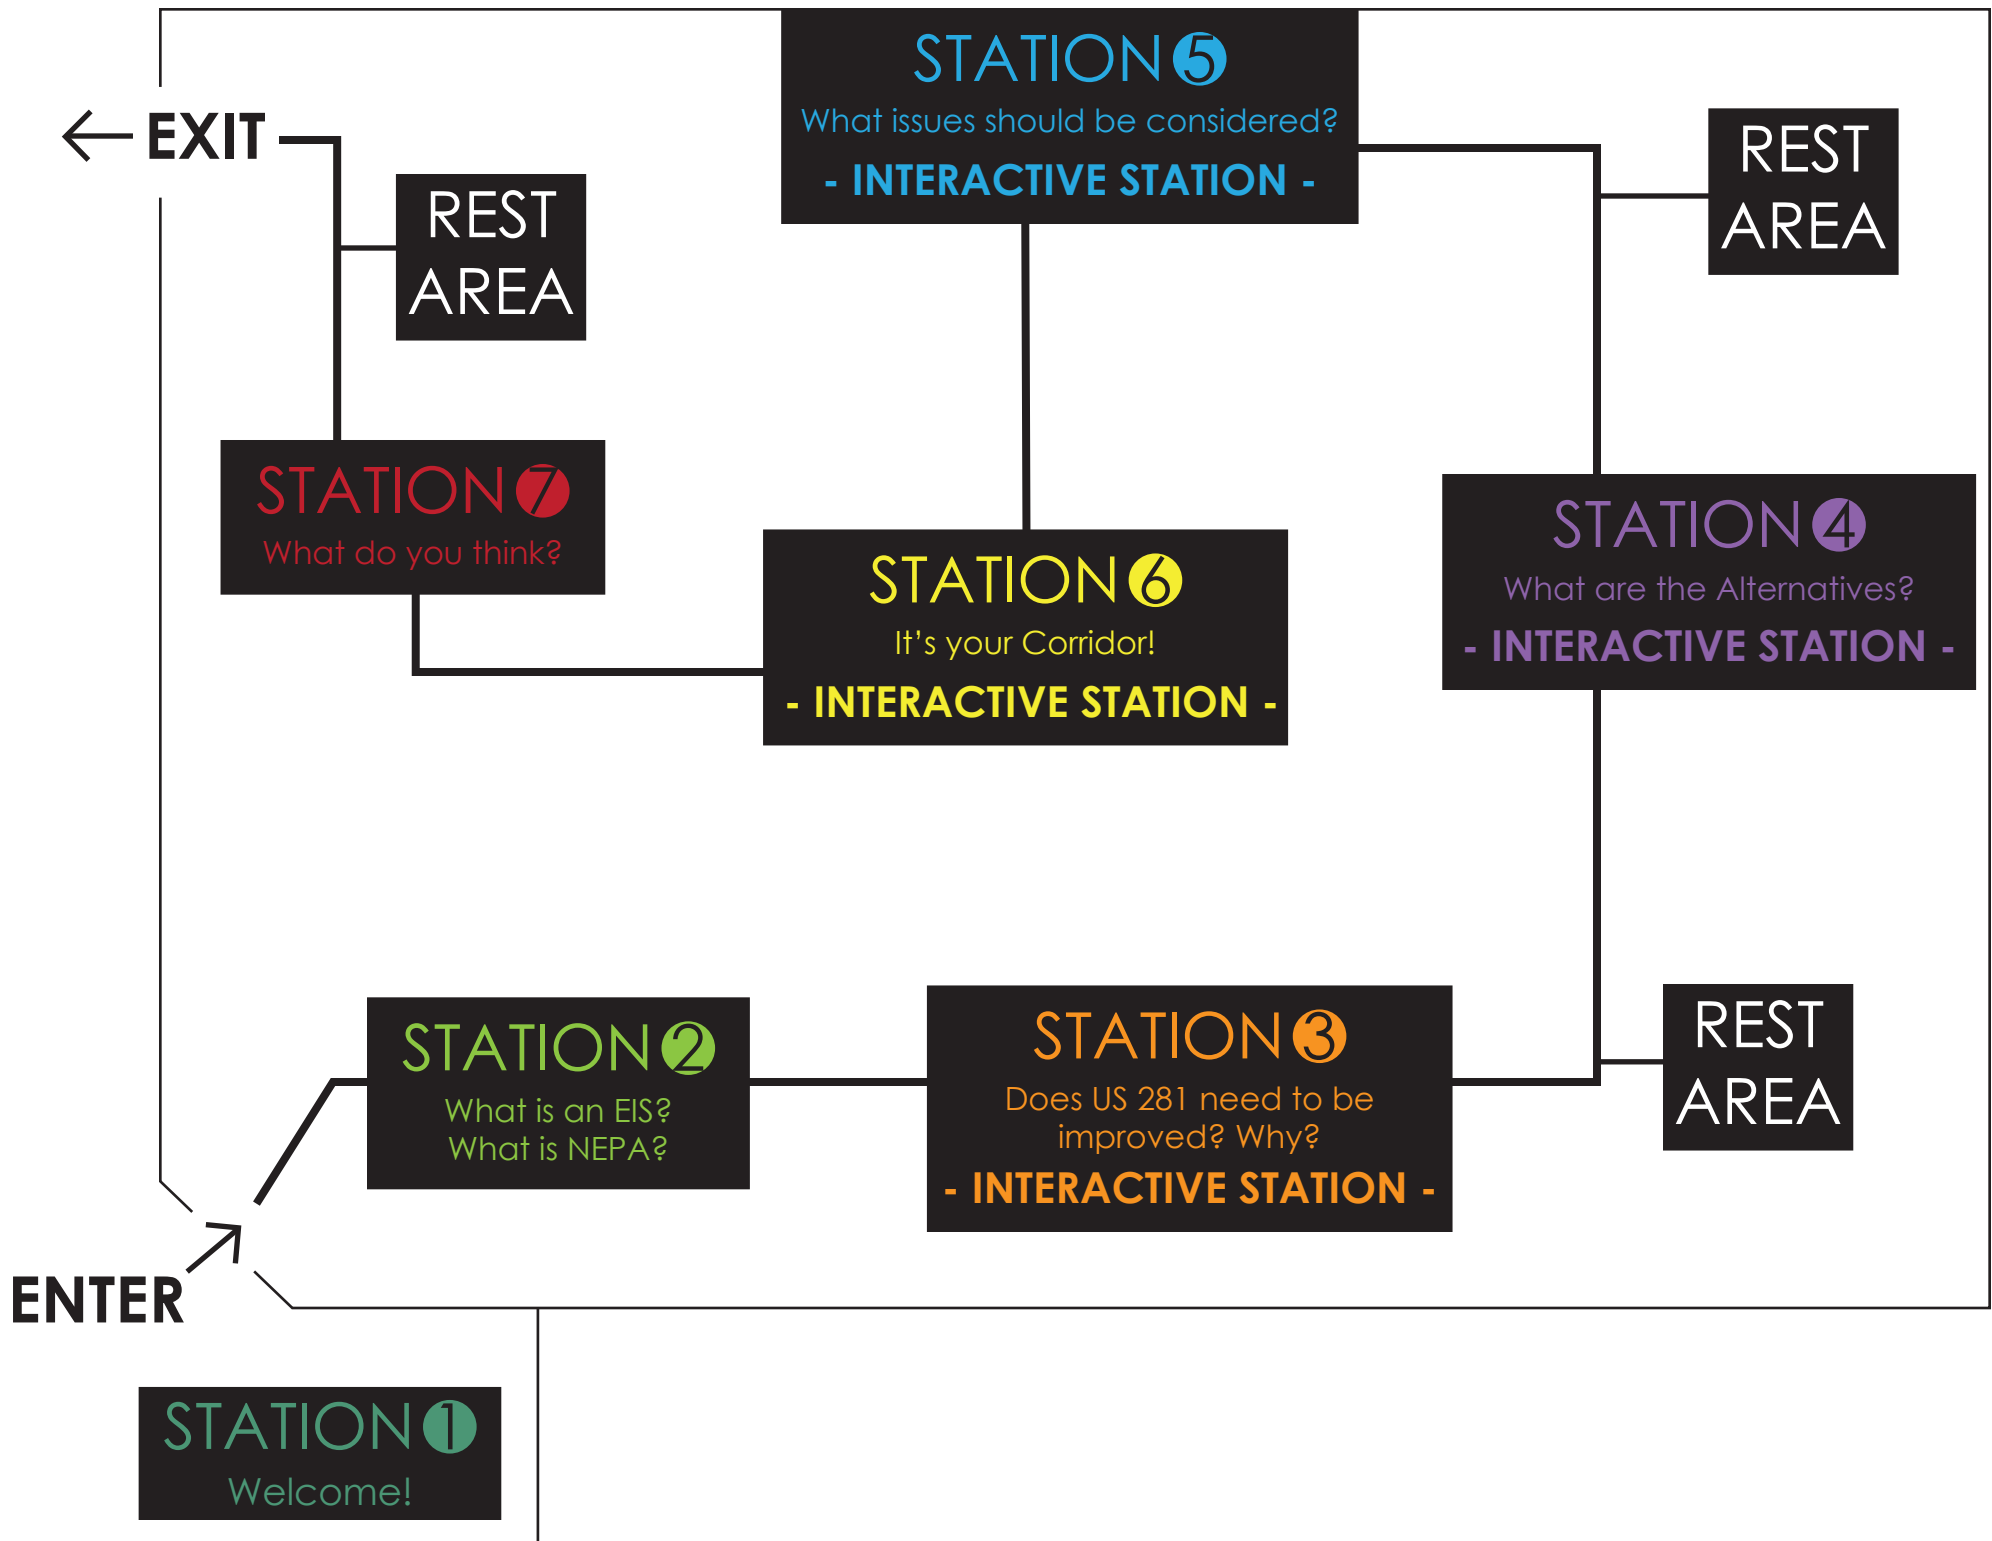 STATION 5
What issues should be considered?
- INTERACTIVE STATION -
EXIT
REST
AREA
REST
AREA
STATION 7
What do you think?
STATION 4
What are the Alternatives?
- INTERACTIVE STATION -
STATION 6
It's your Corridor!
- INTERACTIVE STATION -
STATION 2
What is an EIS?
What is NEPA?
STATION 3
Does US 281 need to be
improved? Why?
- INTERACTIVE STATION -
REST
AREA
ENTER
STATION 1
Welcome!